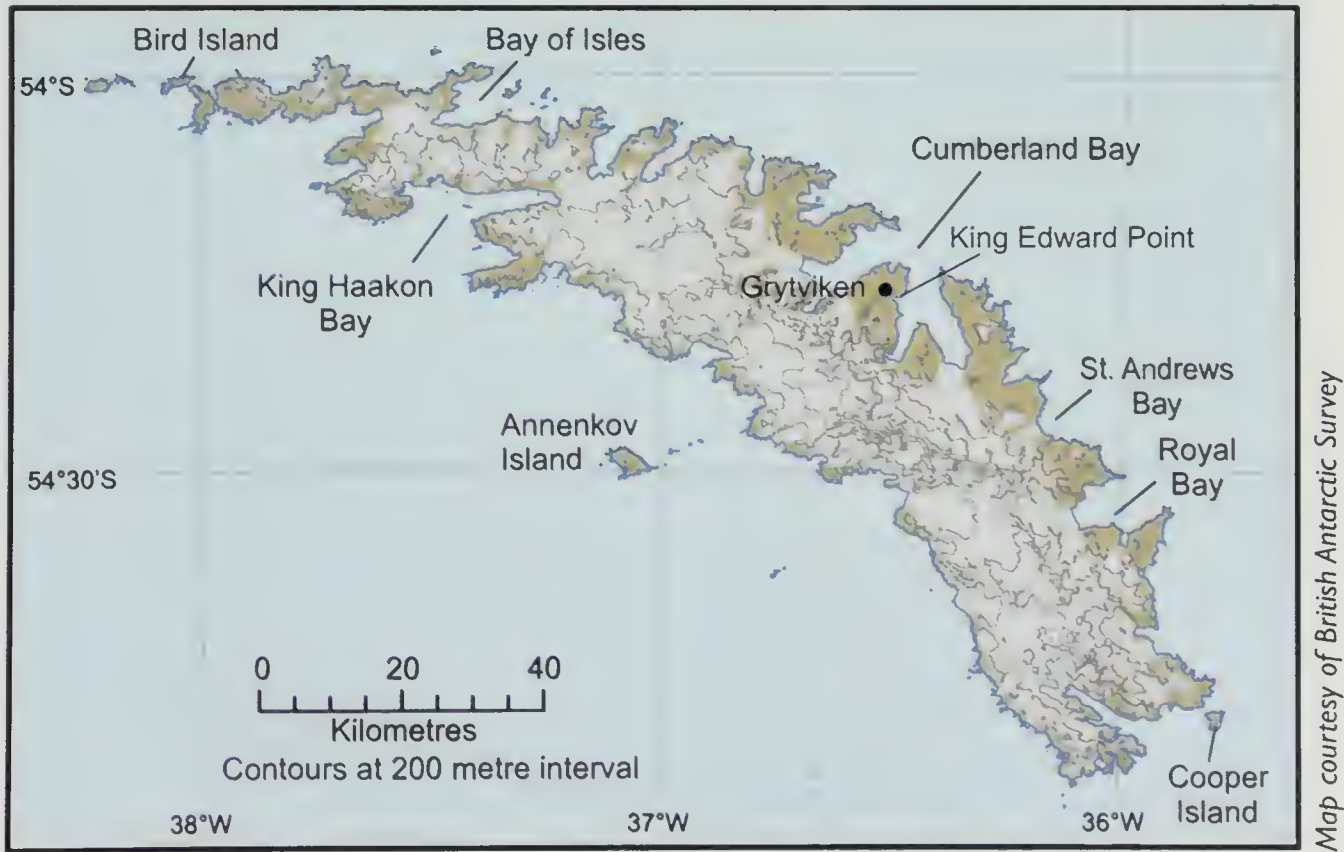 Bird Island
Bay of Isles
54°S
Cumberland Bay
King Edward Point
Grytviken
King Haakon
Bay
St. Andrews
Bay
Annenkov
Island
Royal
Bay
54°30'S
0 20 40
Kilometres
Contours at 200 metre interval
Cooper
Island
38°W
37°W
36°W
Map courtesy of British Antarctic Survey